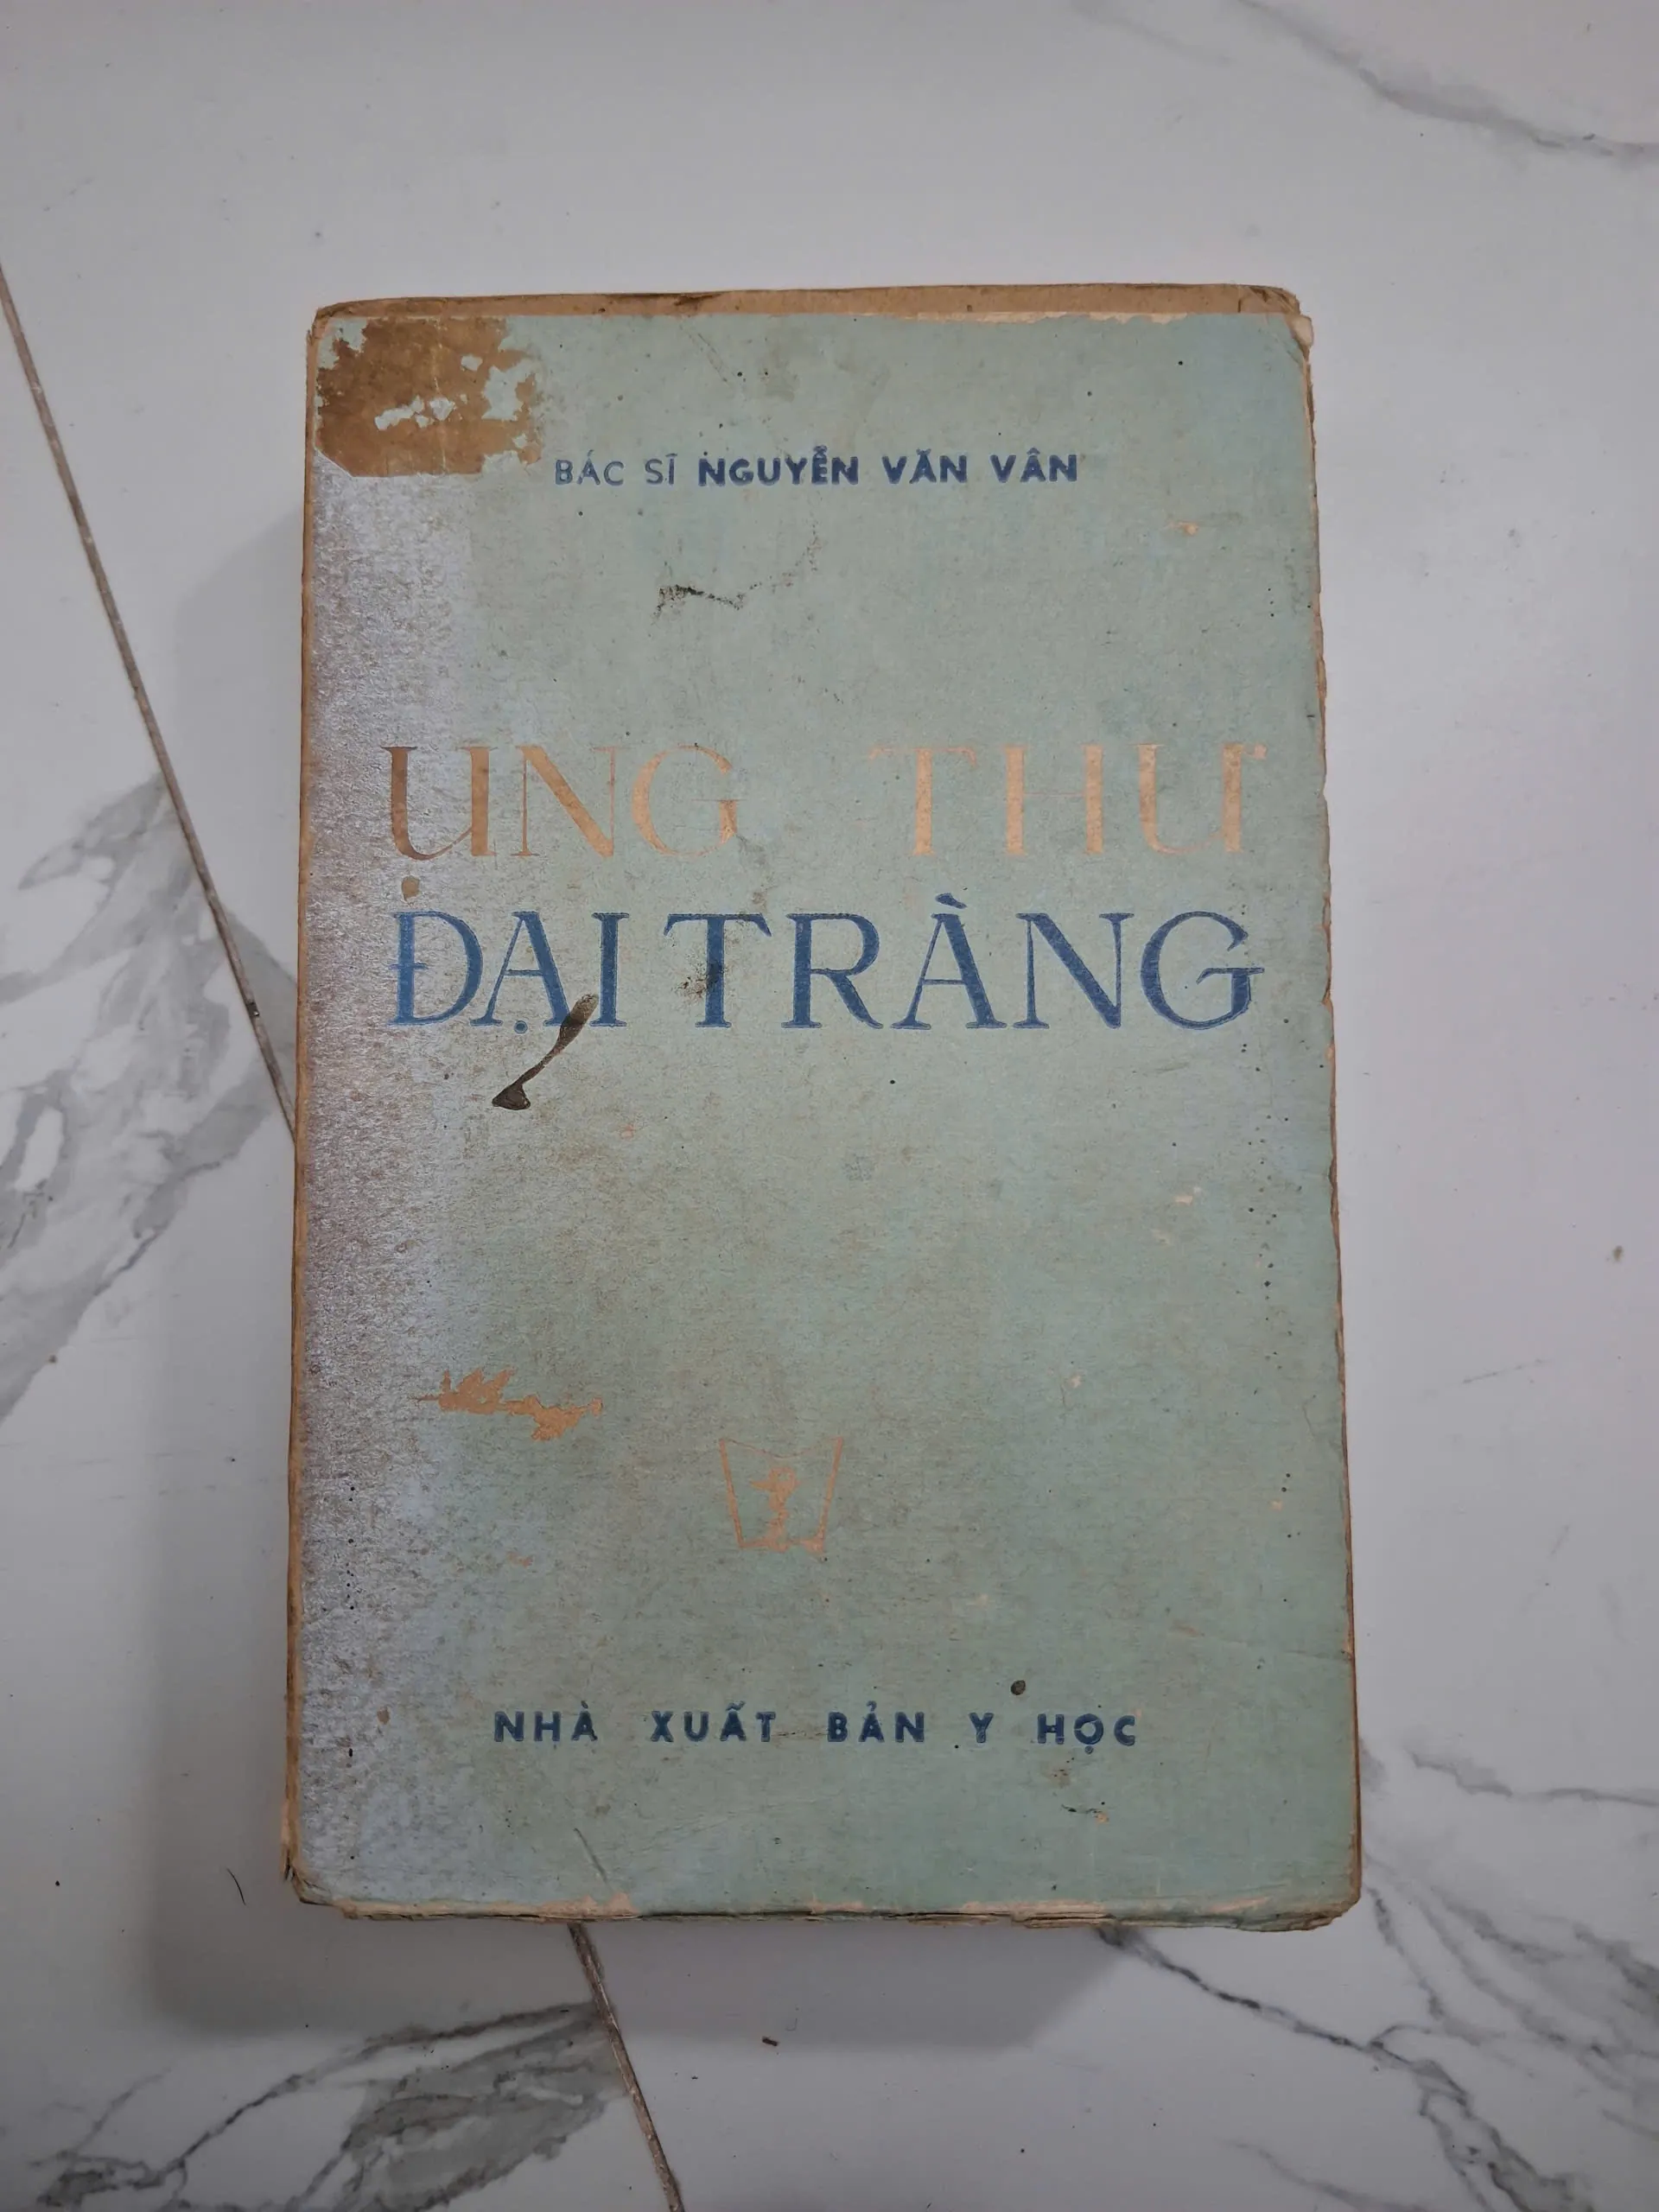 BÁC SĨ NGUYỄN VĂN VÂN
UNG THƯ
ĐẠI TRÀNG
NHÀ XUẤT BẢN Y HỌC